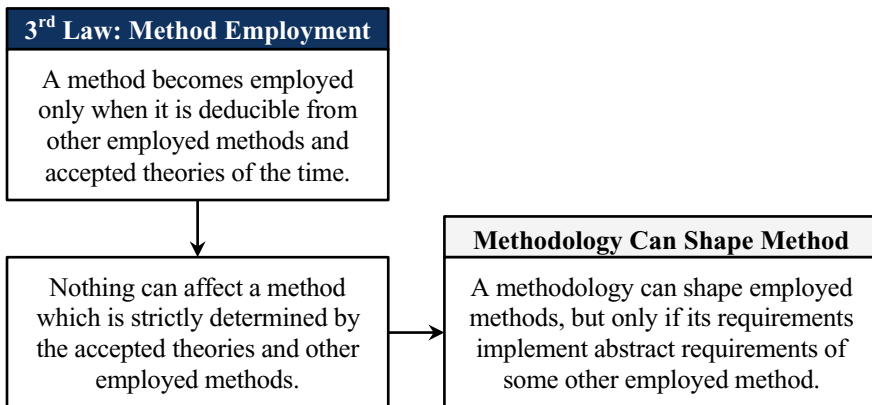 3rd Law: Method Employment
A method becomes employed
only when it is deducible from
other employed methods and
accepted theories of the time.
Nothing can affect a method
which is strictly determined by
the accepted theories and other
employed methods.
Methodology Can Shape Method
A methodology can shape employed
methods, but only if its requirements
implement abstract requirements of
some other employed method.